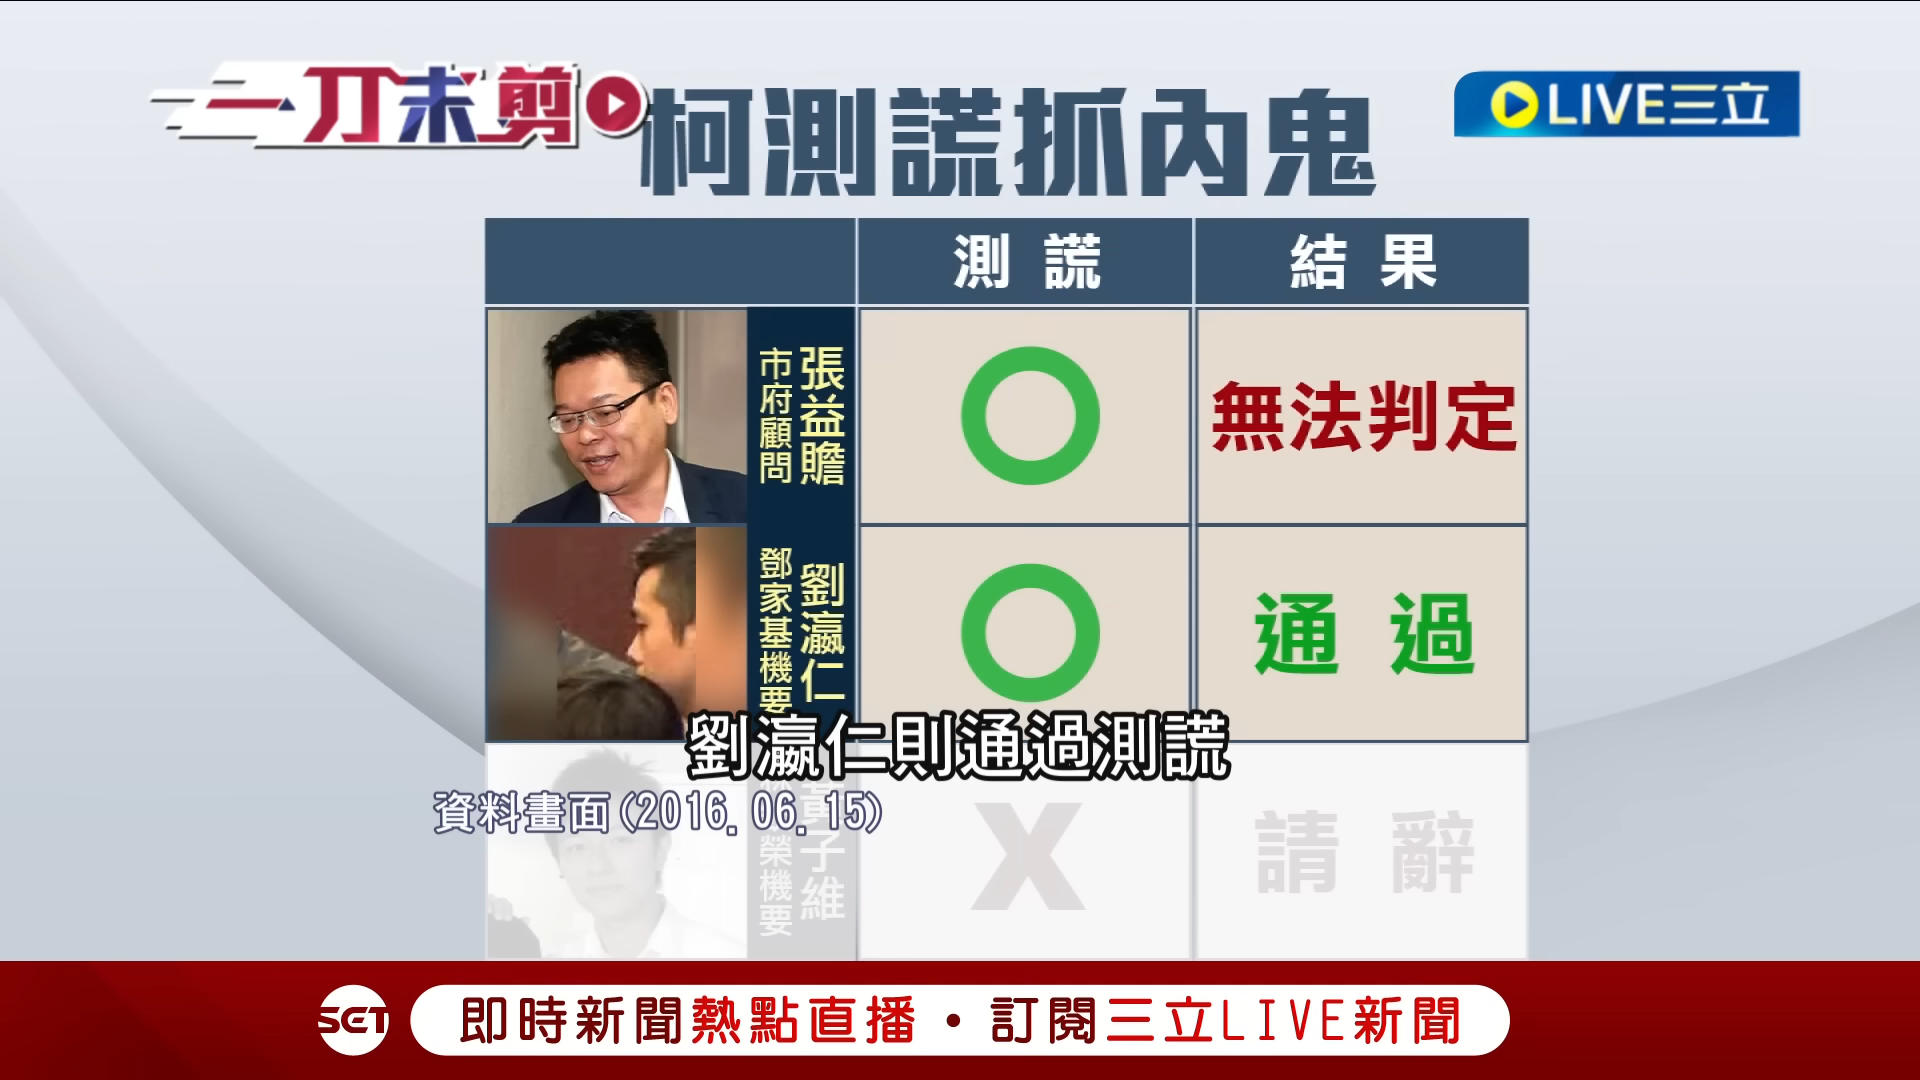 一刀未剪
柯測謊抓內鬼
LIVE三立
測謊 結果
張益贍
市府顧問
無法判定
劉瀛仁
鄧家基機要
通過
劉瀛仁則通過測謊
資料畫面(2016.06.15)
黃子維
榮機要
X
請辭
SET
即時新聞熱點直播・訂閱三立LIVE新聞